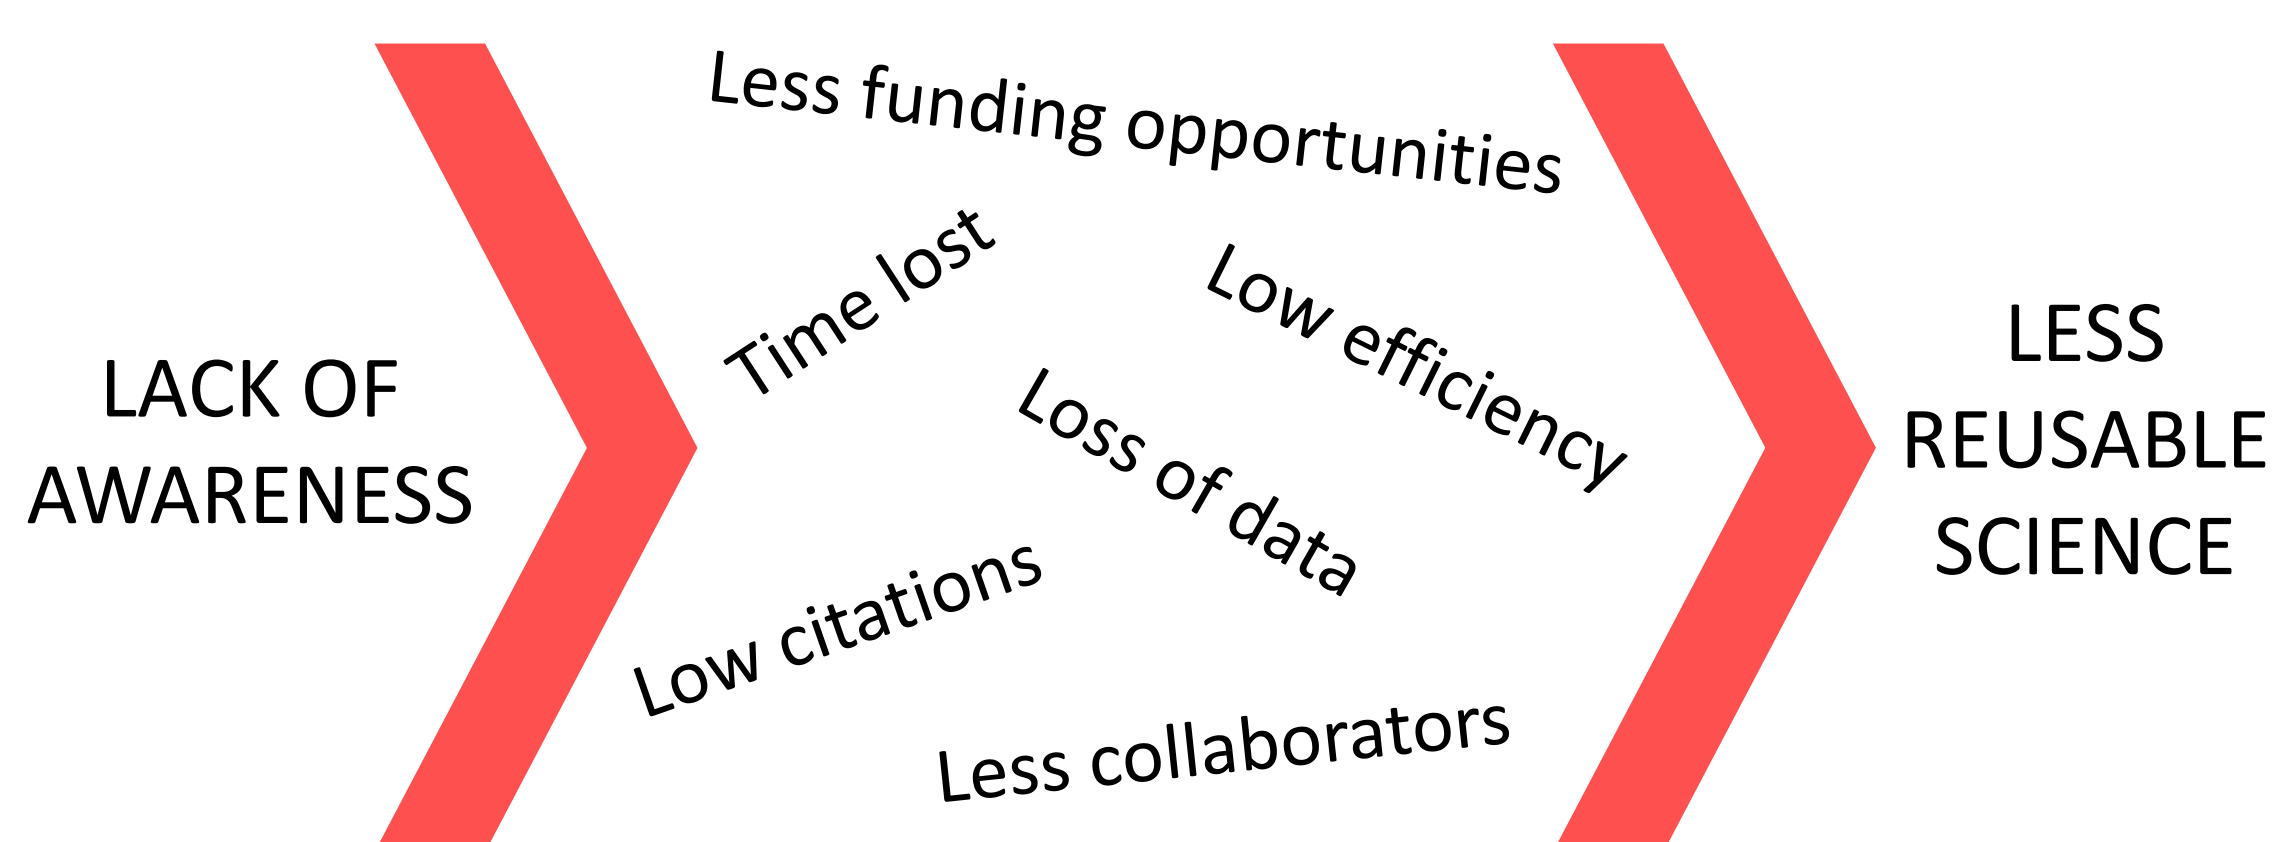 LACK OF
AWARENESS
Less funding opportunities
Time lost
Low efficiency
Loss of data
Low citations
Less collaborators
LESS
REUSABLE
SCIENCE